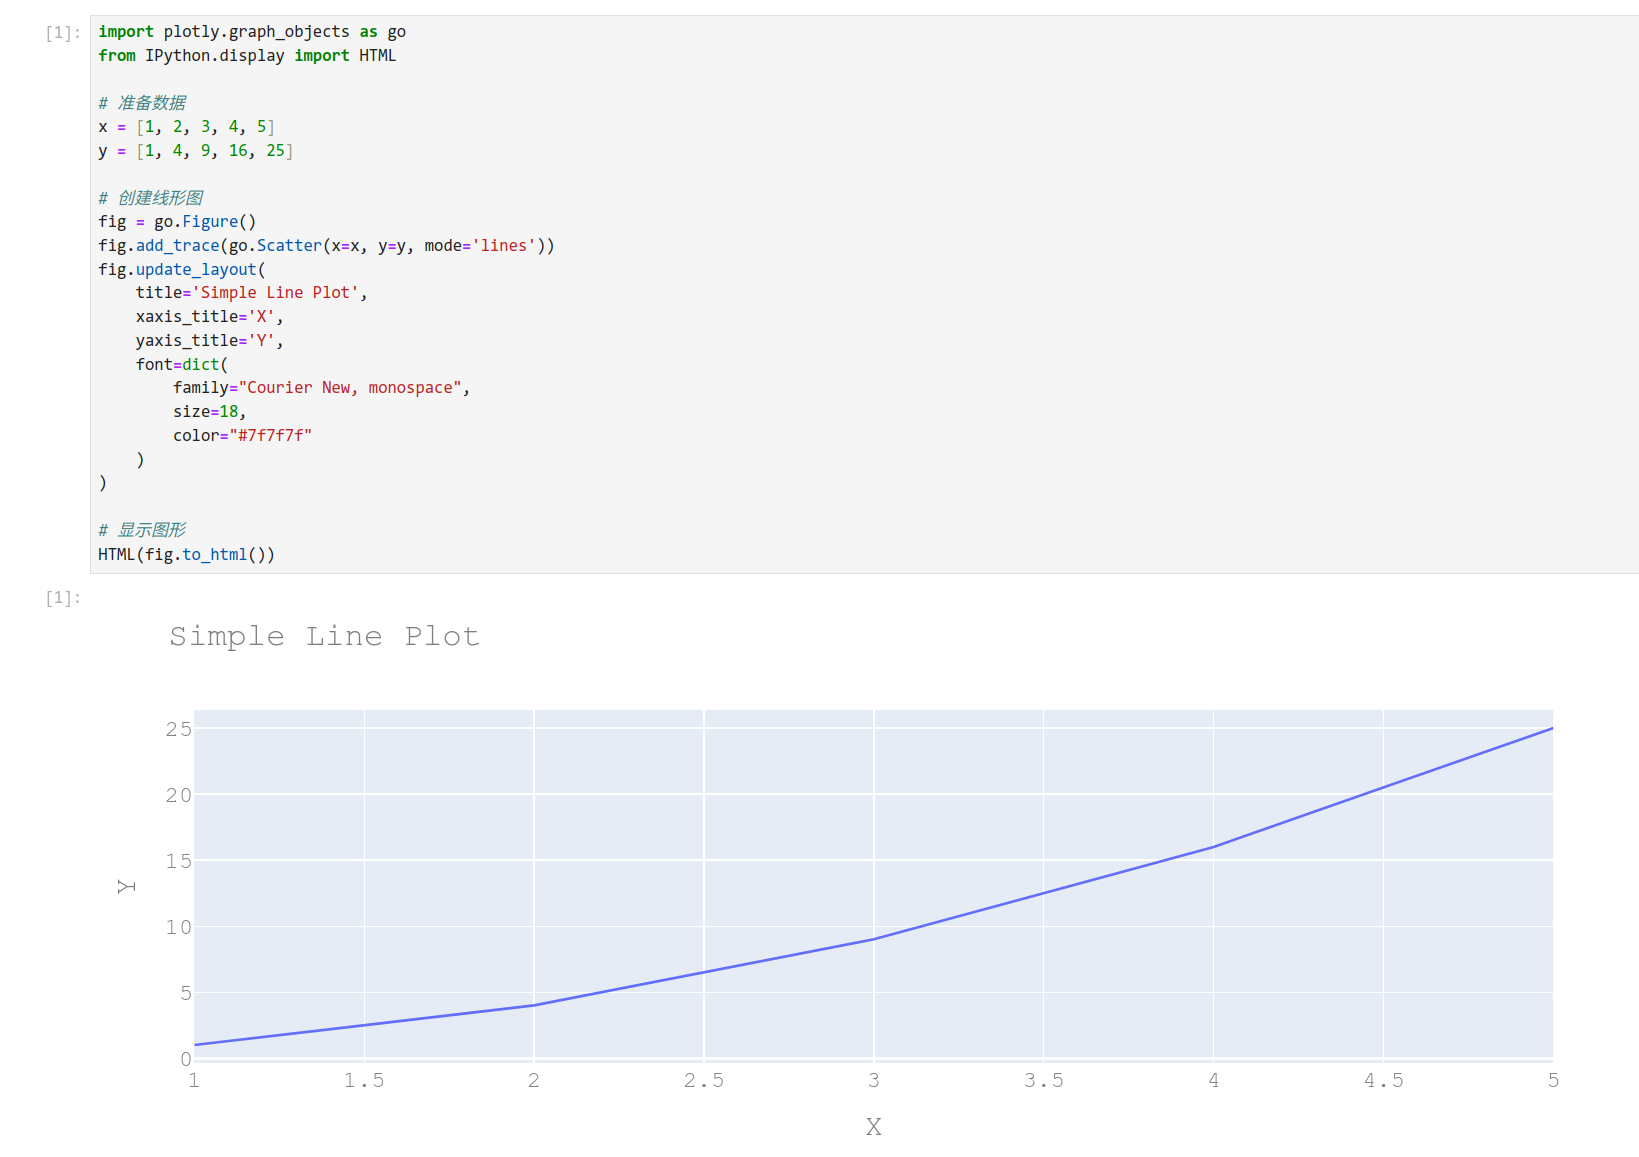 [1]:
import plotly.graph_objects as go
from IPython.display import HTML

# 准备数据
x = [1, 2, 3, 4, 5]
y = [1, 4, 9, 16, 25]

# 创建线形图
fig = go.Figure()
fig.add_trace(go.Scatter(x=x, y=y, mode='lines'))
fig.update_layout(
    title='Simple Line Plot',
    xaxis_title='X',
    yaxis_title='Y',
    font=dict(
        family="Courier New, monospace",
        size=18,
        color="#7f7f7f"
    )
)

# 显示图形
HTML(fig.to_html())
[1]:
Simple Line Plot
25
20
15
10
5
0
Y
1 1.5 2 2.5 3 3.5 4 4.5 5
X